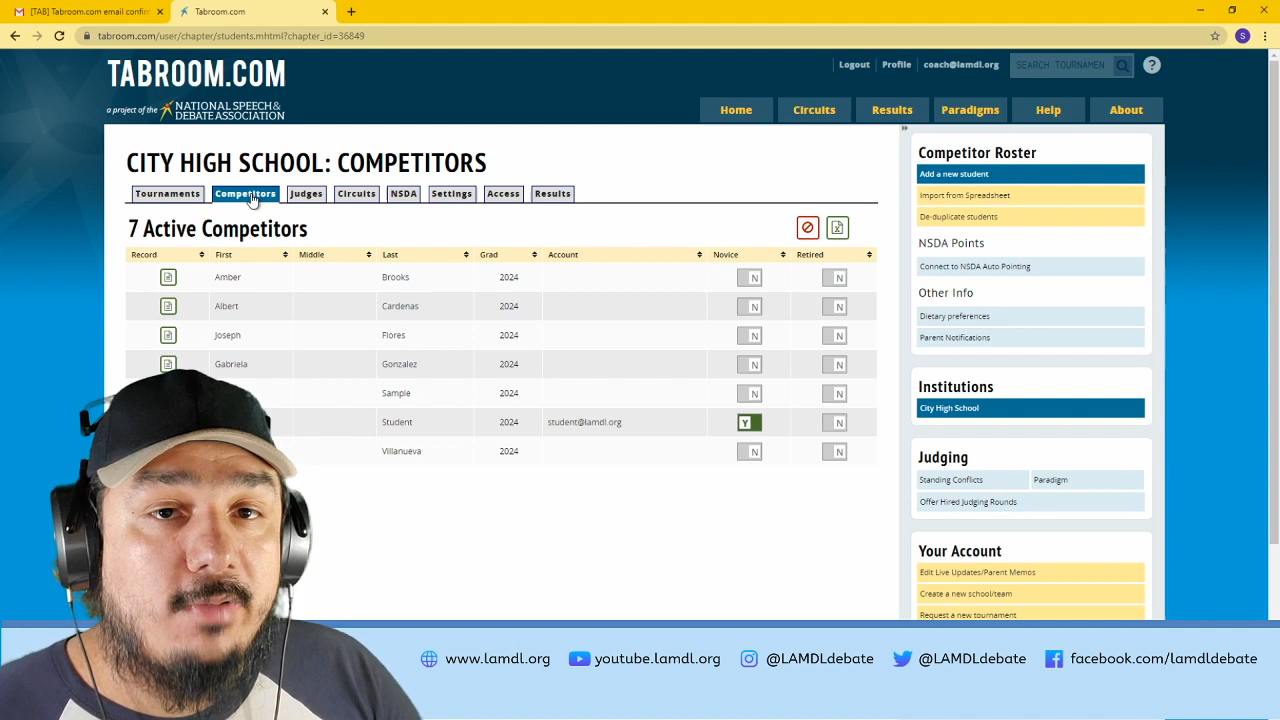 [TAB] Tabroom.com email confirm
Tabroom.com
tabroom.com/user/chapter/students.mhtml?chapter_id=36849
S
TABROOM.COM
a project of the NATIONAL SPEECH & DEBATE ASSOCIATION
Logout Profile coach@lamdl.org SEARCH TOURNAMEN ?
Home Circuits Results Paradigms Help About
CITY HIGH SCHOOL: COMPETITORS
Tournaments Competitors Judges Circuits NSDA Settings Access Results
7 Active Competitors
Record First Middle Last Grad Account Novice Retired
Amber Brooks 2024 N N
Albert Cardenas 2024 N N
Joseph Flores 2024 N N
Gabriela Gonzalez 2024 N N
Sample 2024 N N
Student 2024 student@lamdl.org Y N
Villanueva 2024 N N
Competitor Roster
Add a new student
Import from Spreadsheet
De-duplicate students
NSDA Points
Connect to NSDA Auto Pointing
Other Info
Dietary preferences
Parent Notifications
Institutions
City High School
Judging
Standing Conflicts Paradigm
Offer Hired Judging Rounds
Your Account
Edit Live Updates/Parent Memos
Create a new school/team
Request a new tournament
www.lamdl.org youtube.lamdl.org @LAMDLdebate @LAMDLdebate facebook.com/lamdldebate